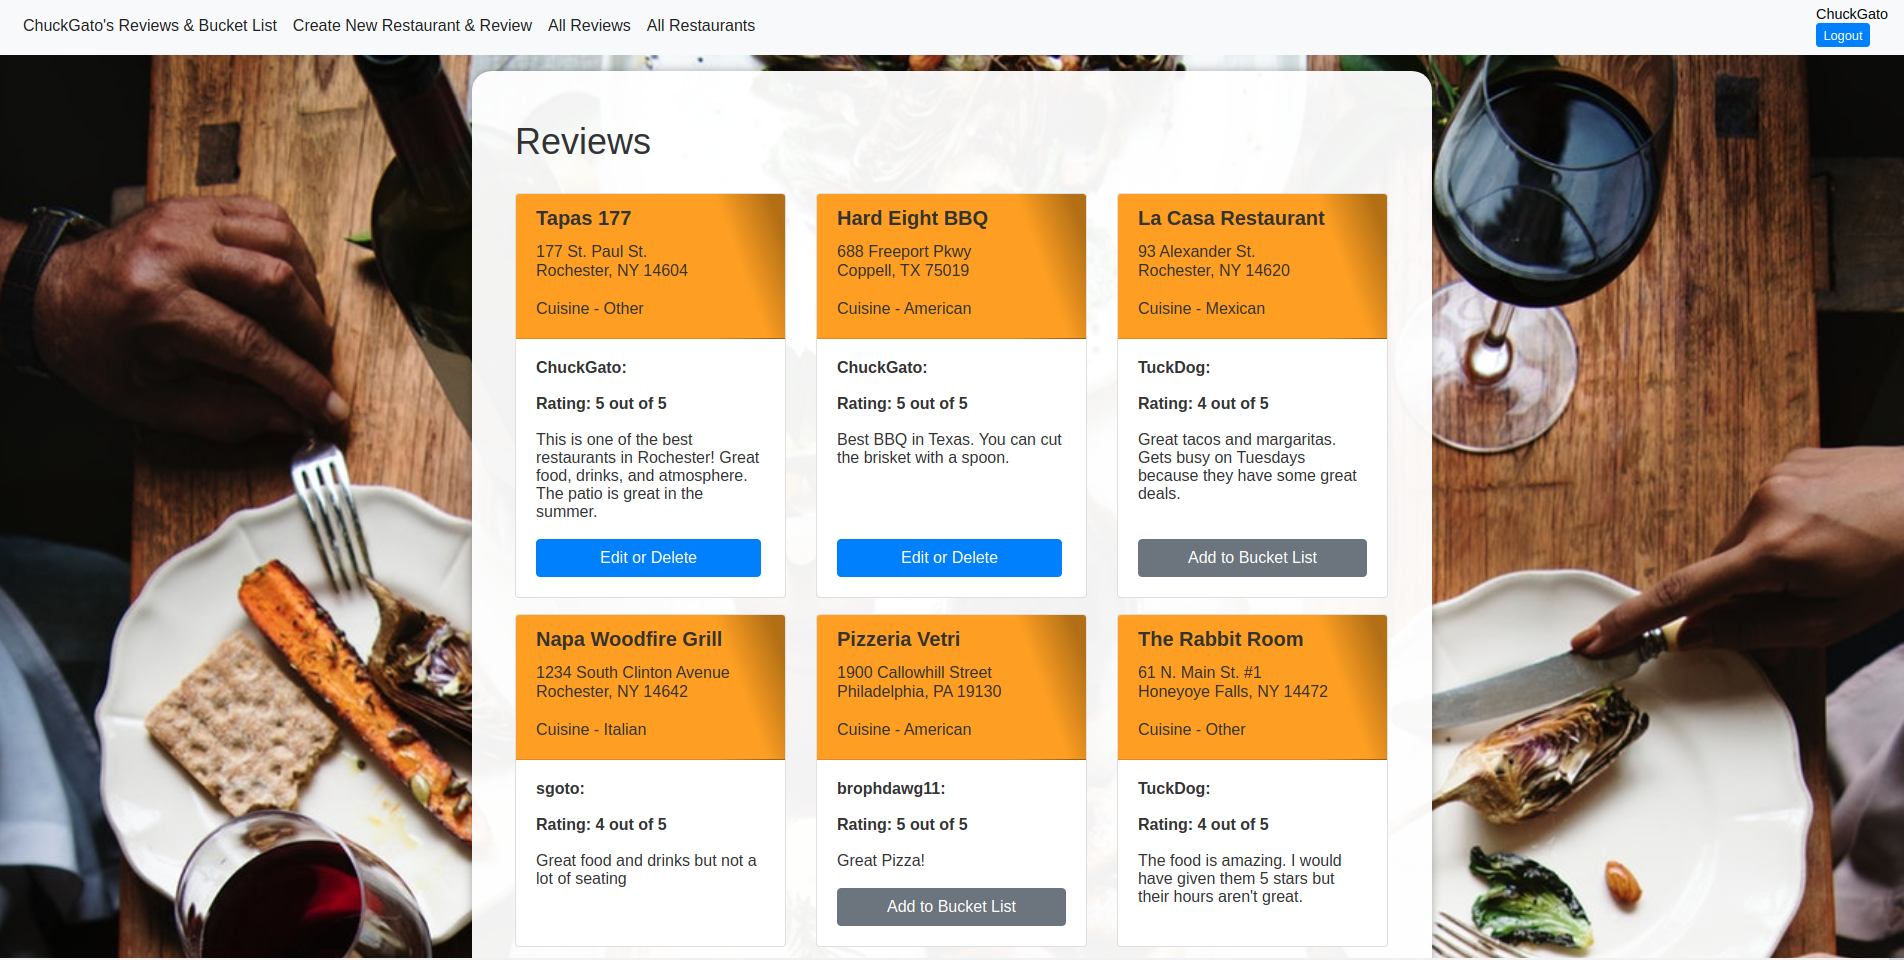 ChuckGato's Reviews & Bucket List Create New Restaurant & Review All Reviews All Restaurants
ChuckGato
Logout
Reviews
Tapas 177
177 St. Paul St.
Rochester, NY 14604
Cuisine - Other
ChuckGato:
Rating: 5 out of 5
This is one of the best
restaurants in Rochester! Great
food, drinks, and atmosphere.
The patio is great in the
summer.
Edit or Delete
Hard Eight BBQ
688 Freeport Pkwy
Coppell, TX 75019
Cuisine - American
ChuckGato:
Rating: 5 out of 5
Best BBQ in Texas. You can cut
the brisket with a spoon.
Edit or Delete
La Casa Restaurant
93 Alexander St.
Rochester, NY 14620
Cuisine - Mexican
TuckDog:
Rating: 4 out of 5
Great tacos and margaritas.
Gets busy on Tuesdays
because they have some great
deals.
Add to Bucket List
Napa Woodfire Grill
1234 South Clinton Avenue
Rochester, NY 14642
Cuisine - Italian
sgoto:
Rating: 4 out of 5
Great food and drinks but not a
lot of seating
Pizzeria Vetri
1900 Callowhill Street
Philadelphia, PA 19130
Cuisine - American
brophdawg11:
Rating: 5 out of 5
Great Pizza!
Add to Bucket List
The Rabbit Room
61 N. Main St. #1
Honeyoye Falls, NY 14472
Cuisine - Other
TuckDog:
Rating: 4 out of 5
The food is amazing. I would
have given them 5 stars but
their hours aren't great.